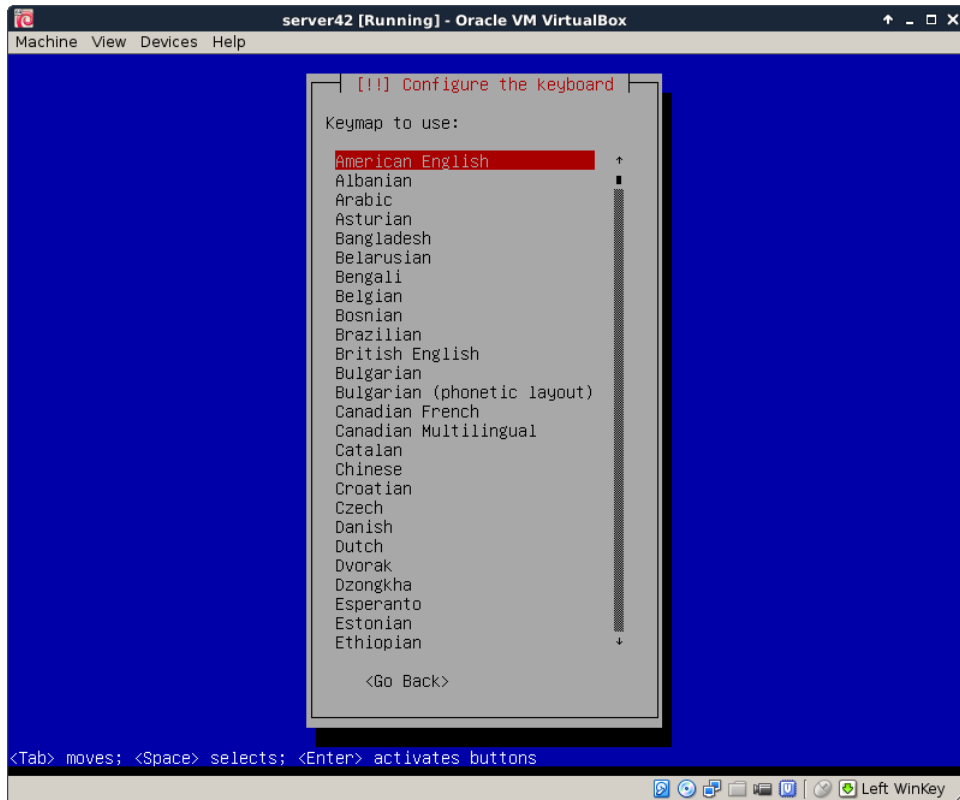 server42 [Running] - Oracle VM VirtualBox
Machine View Devices Help
[!!] Configure the keyboard
Keymap to use:
American English
Albanian
Arabic
Asturian
Bangladesh
Belarusian
Bengali
Belgian
Bosnian
Brazilian
British English
Bulgarian
Bulgarian (phonetic layout)
Canadian French
Canadian Multilingual
Catalan
Chinese
Croatian
Czech
Danish
Dutch
Dvorak
Dzongkha
Esperanto
Estonian
Ethiopian
<Go Back>
<Tab> moves; <Space> selects; <Enter> activates buttons
Left WinKey